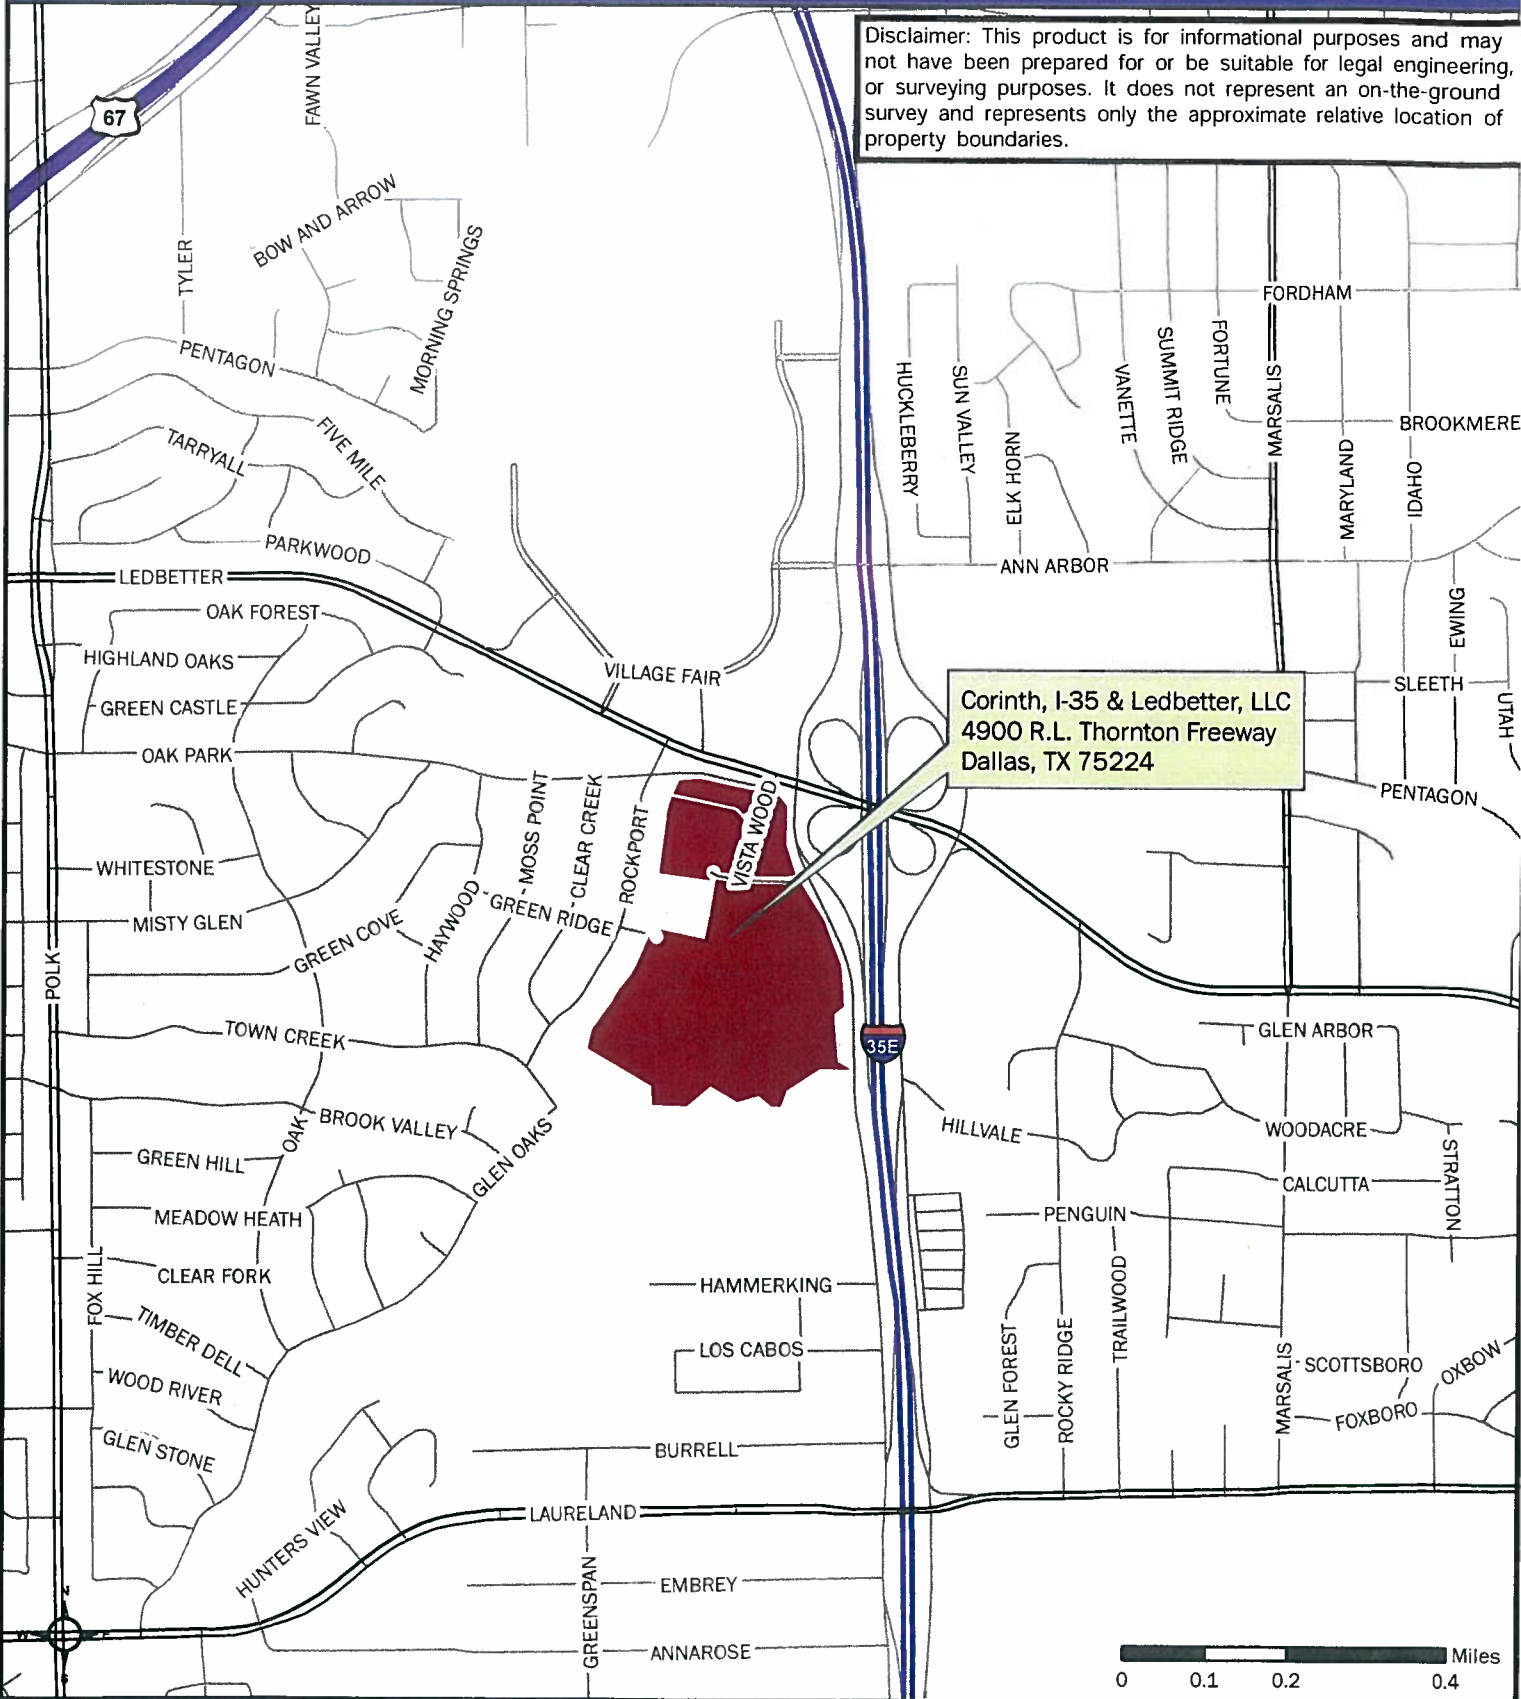 Disclaimer: This product is for informational purposes and may
not have been prepared for or be suitable for legal engineering,
or surveying purposes. It does not represent an on-the-ground
survey and represents only the approximate relative location of
property boundaries.
67
FAWN VALLEY
BOW AND ARROW
TYLER
MORNING SPRINGS
PENTAGON
FIVE MILE
TARRYALL
PARKWOOD
LEDBETTER
OAK FOREST
HIGHLAND OAKS
GREEN CASTLE
OAK PARK
VILLAGE FAIR
FORDHAM
HUCKLEBERRY
SUN VALLEY
ELK HORN
VANETTE
SUMMIT RIDGE
FORTUNE
MARSALIS
BROOKMERE
MARYLAND
IDAHO
ANN ARBOR
EWING
SLEETH
UTAH
Corinth, I-35 & Ledbetter, LLC
4900 R.L. Thornton Freeway
Dallas, TX 75224
PENTAGON
WHITESTONE
MISTY GLEN
GREEN COVE
HAYWOOD
MOSS POINT
CLEAR CREEK
ROCKPORT
VISTA WOOD
GREEN RIDGE
POLK
TOWN CREEK
35E
GLEN ARBOR
BROOK VALLEY
OAK
GREEN HILL
GLEN OAKS
HILLVALE
WOODACRE
STRATTON
CALCUTTA
MEADOW HEATH
PENGUIN
FOX HILL
CLEAR FORK
HAMMERKING
TRAILWOOD
TIMBER DELL
LOS CABOS
GLEN FOREST
ROCKY RIDGE
MARSALIS
SCOTTSBORO
OXBOW
WOOD RIVER
FOXBORO
GLEN STONE
BURRELL
LAURELAND
HUNTERS VIEW
GREENSPAN
EMBREY
ANNAROSE
N
W
E
S
Miles
0
0.1
0.2
0.4